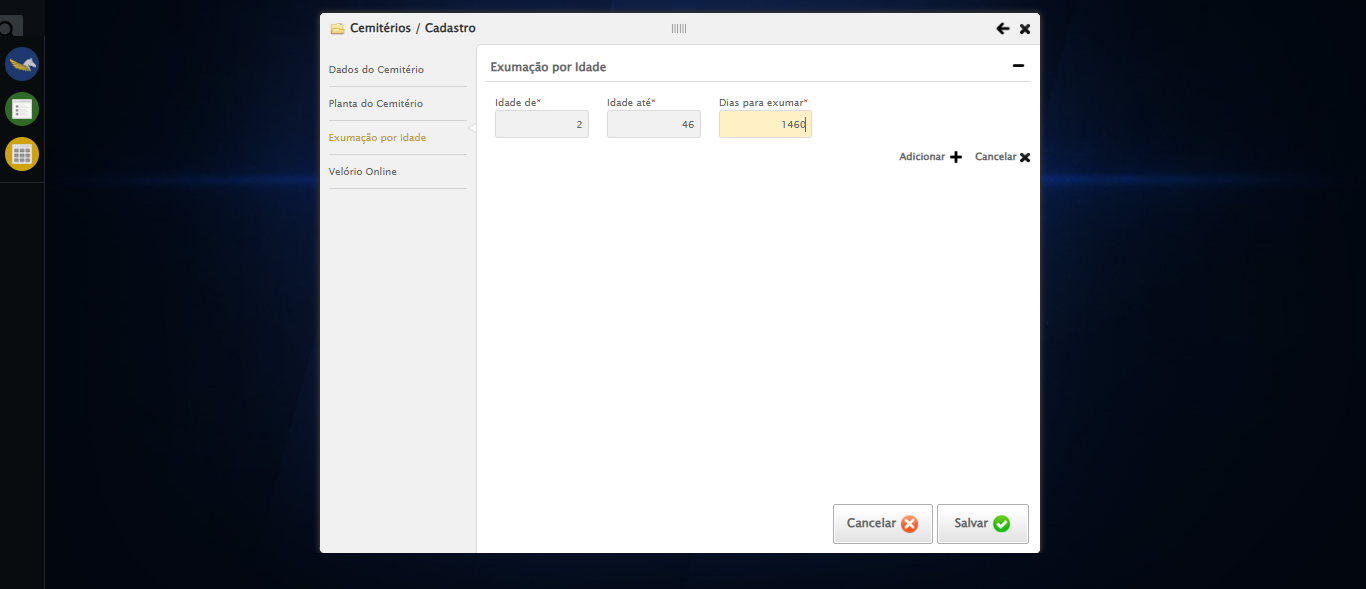 Cemitérios / Cadastro
Dados do Cemitério
Planta do Cemitério
Exumação por Idade
Velório Online
Exumação por Idade
Idade de* Idade até* Dias para exumar*
2 46 1460
Adicionar Cancelar
Cancelar Salvar